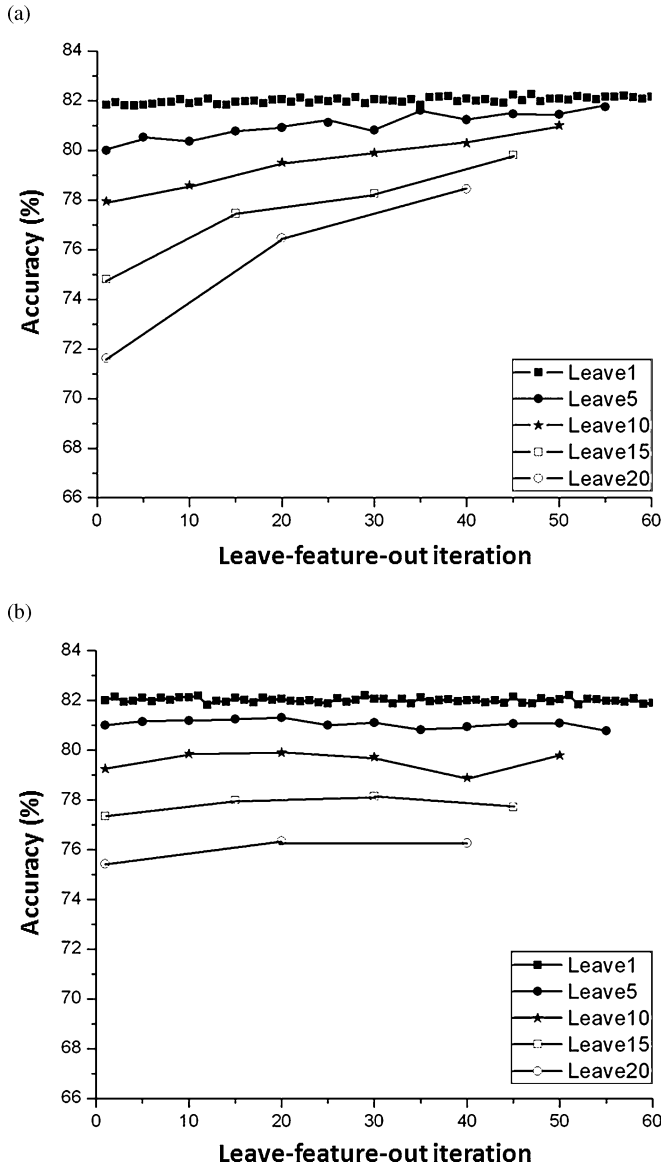 (a)
84
82
80
78
76
74
72
70
68
66
Accuracy (%)
Leave1
Leave5
Leave10
Leave15
Leave20
0 10 20 30 40 50 60
Leave-feature-out iteration
(b)
84
82
80
78
76
74
72
70
68
66
Accuracy (%)
Leave1
Leave5
Leave10
Leave15
Leave20
0 10 20 30 40 50 60
Leave-feature-out iteration